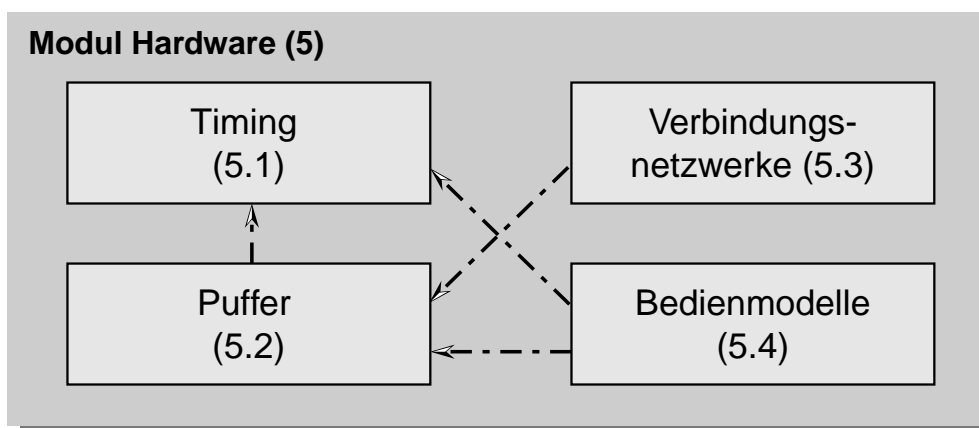 Modul Hardware (5)
Timing
(5.1)
Verbindungs-
netzwerke (5.3)
Puffer
(5.2)
Bedienmodelle
(5.4)